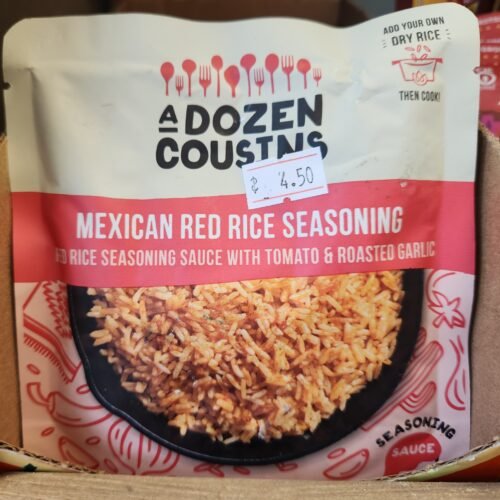 ADD YOUR OWN
DRY RICE
THEN COOK!
A DOZEN
COUSINS
4.50
MEXICAN RED RICE SEASONING
RED RICE SEASONING SAUCE WITH TOMATO & ROASTED GARLIC
SEASONING
SAUCE